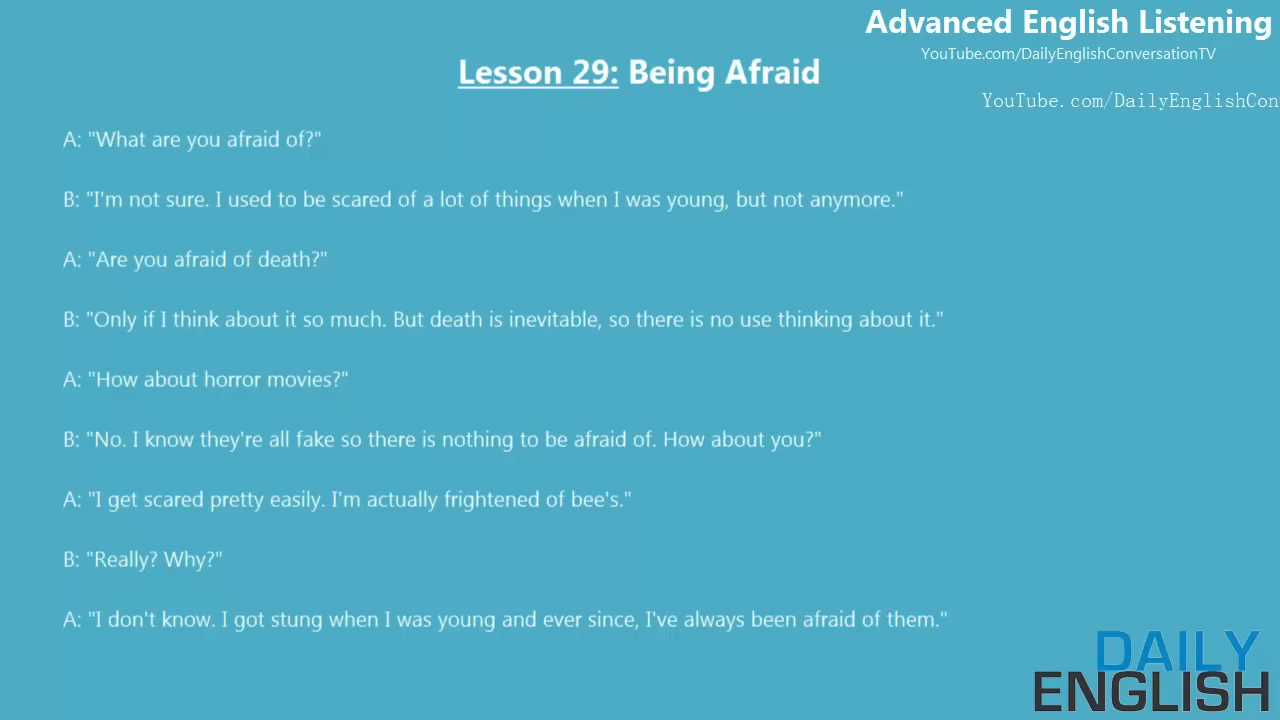 Advanced English Listening
YouTube.com/DailyEnglishConversationTV
Lesson 29: Being Afraid
YouTube.com/DailyEnglishCon
A: "What are you afraid of?"
B: "I'm not sure. I used to be scared of a lot of things when I was young, but not anymore."
A: "Are you afraid of death?"
B: "Only if I think about it so much. But death is inevitable, so there is no use thinking about it."
A: "How about horror movies?"
B: "No. I know they're all fake so there is nothing to be afraid of. How about you?"
A: "I get scared pretty easily. I'm actually frightened of bee's."
B: "Really? Why?"
A: "I don't know. I got stung when I was young and ever since, I've always been afraid of them."
DAILY
ENGLISH